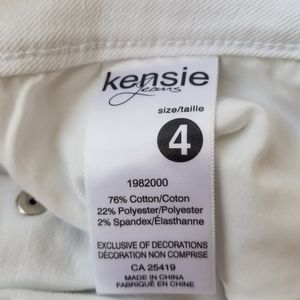 kensie
Jeans
size/taille
4
1982000
76% Cotton/Coton
22% Polyester/Polyester
2% Spandex/Élasthanne
EXCLUSIVE OF DECORATIONS
DÉCORATION NON COMPRISE
CA 25419
MADE IN CHINA
FABRIQUÉ EN CHINE